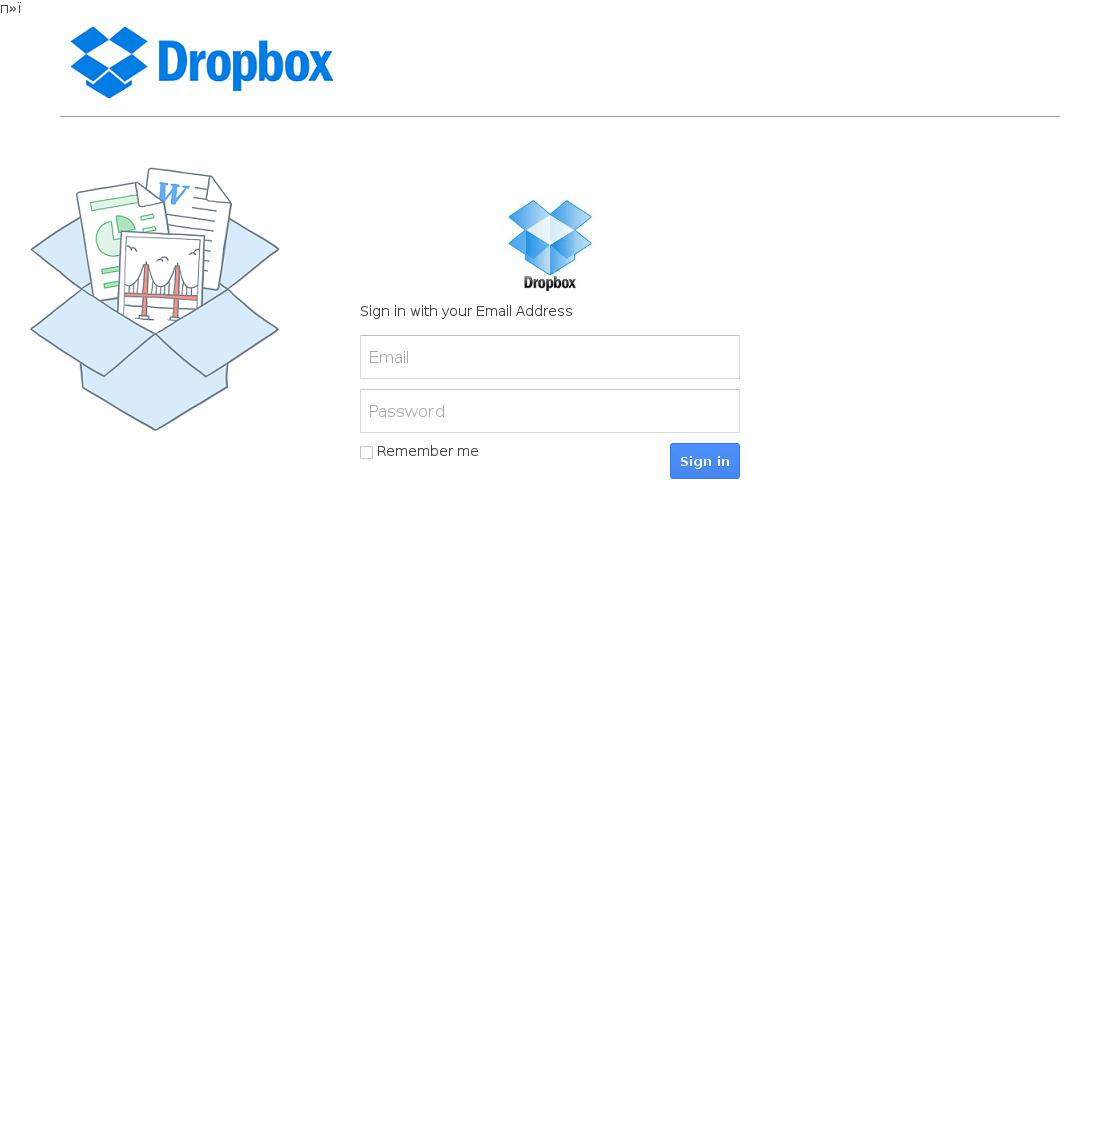 п»ї
Dropbox
W
Dropbox
Sign in with your Email Address
Email
Password
Remember me
Sign in